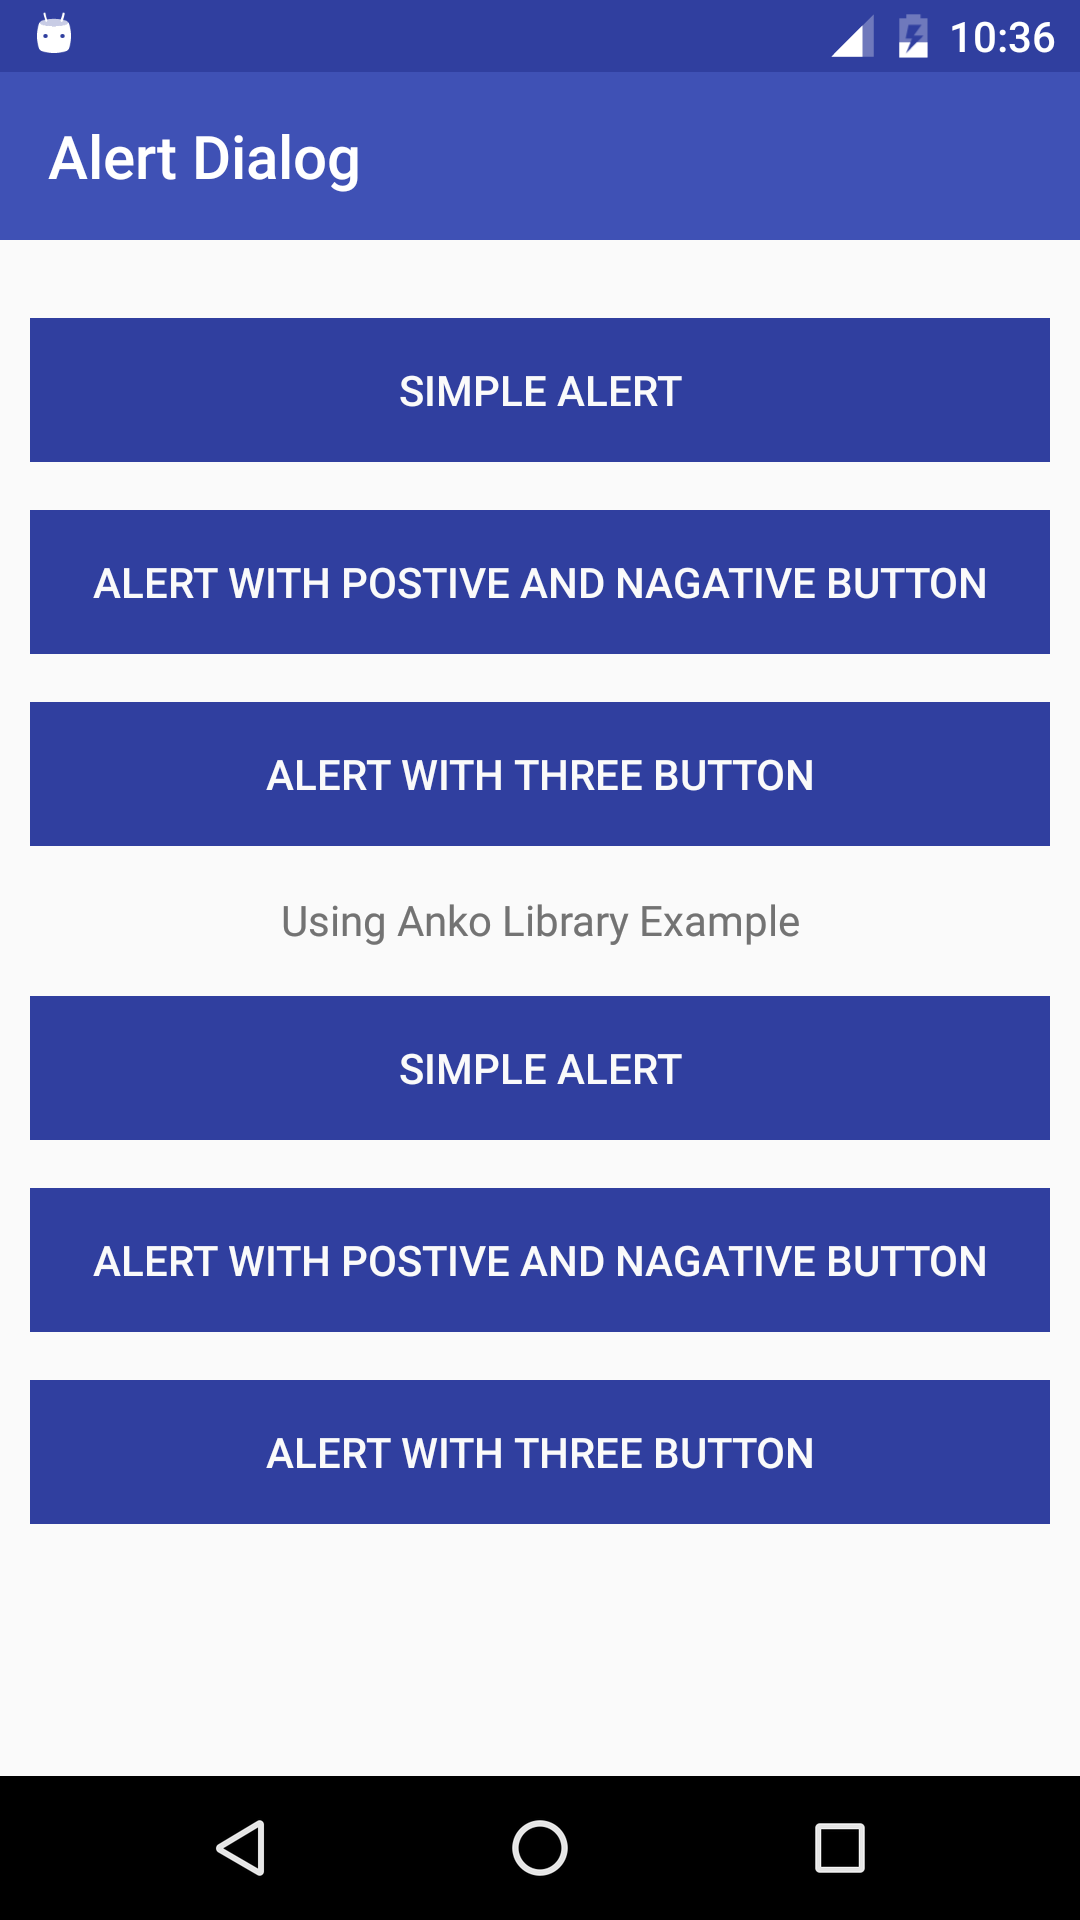 10:36
Alert Dialog
SIMPLE ALERT
ALERT WITH POSTIVE AND NAGATIVE BUTTON
ALERT WITH THREE BUTTON
Using Anko Library Example
SIMPLE ALERT
ALERT WITH POSTIVE AND NAGATIVE BUTTON
ALERT WITH THREE BUTTON